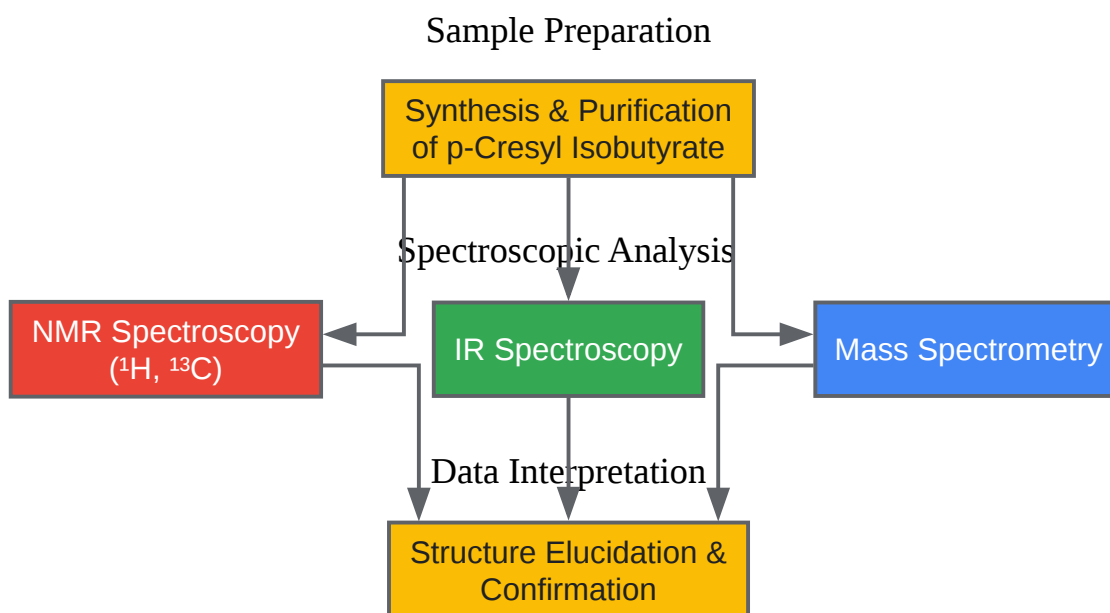 Sample Preparation
Synthesis & Purification
of p-Cresyl Isobutyrate
Spectroscopic Analysis
NMR Spectroscopy
(¹H, ¹³C)
IR Spectroscopy
Mass Spectrometry
Data Interpretation
Structure Elucidation &
Confirmation